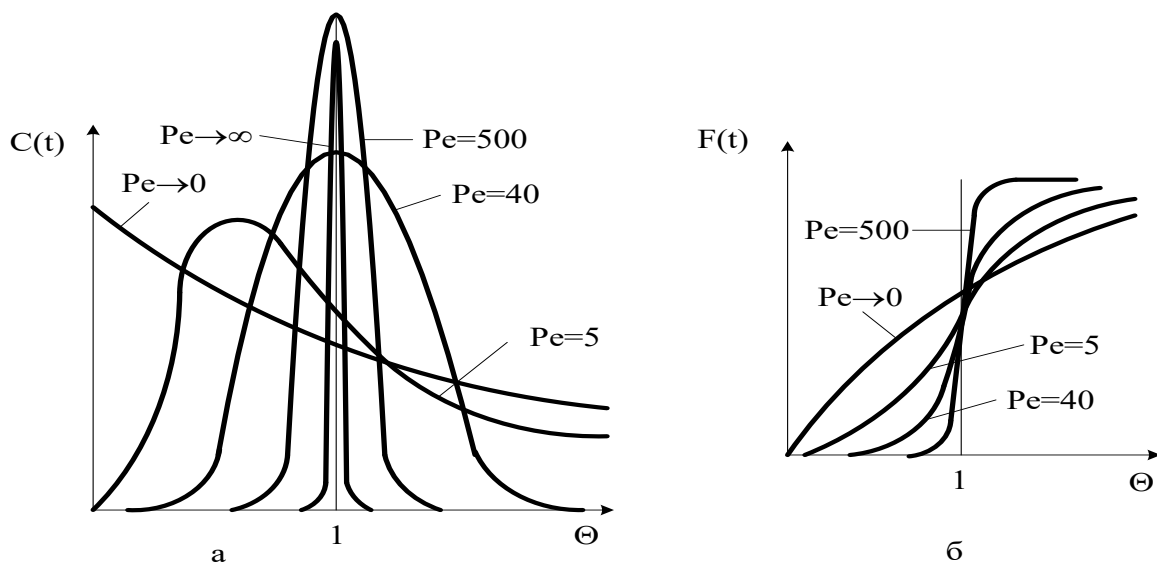 C(t)
Pe→∞
Pe=500
Pe→0
Pe=40
Pe=5
1
Θ
а
F(t)
Pe=500
Pe→0
Pe=5
Pe=40
1
Θ
б